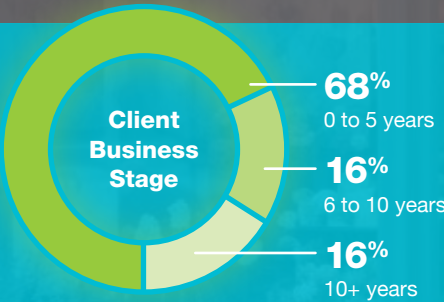 Client
Business
Stage
68%
0 to 5 years
16%
6 to 10 years
16%
10+ years